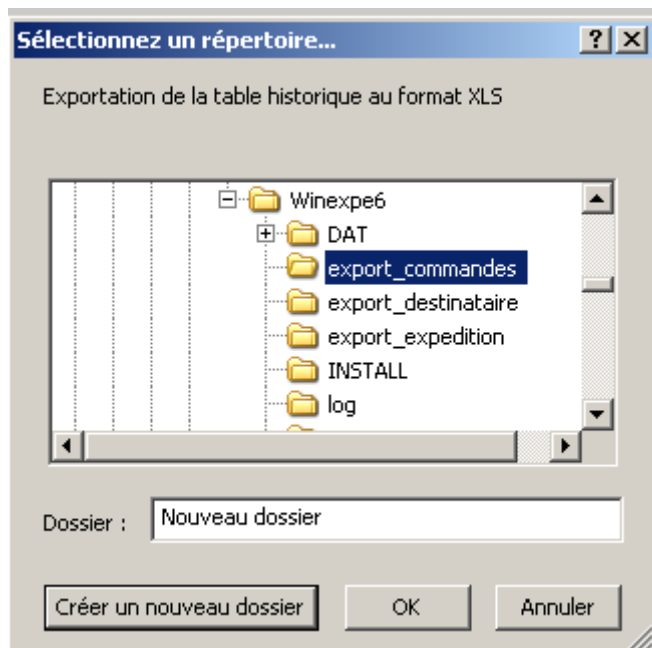 Sélectionnez un répertoire...
Exportation de la table historique au format XLS
Winexpe6
DAT
export_commandes
export_destinataire
export_expedition
INSTALL
log
Dossier : Nouveau dossier
Créer un nouveau dossier OK Annuler